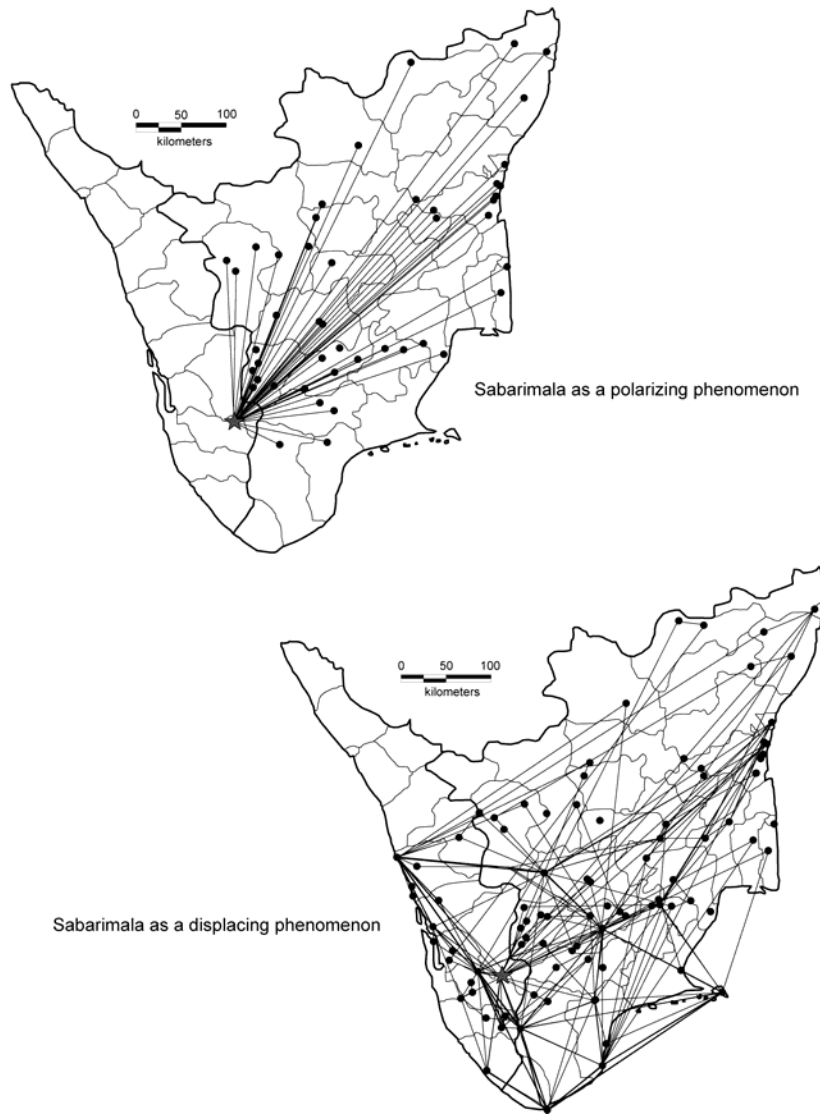 0 50 100
kilometers
Sabarimala as a polarizing phenomenon
0 50 100
kilometers
Sabarimala as a displacing phenomenon